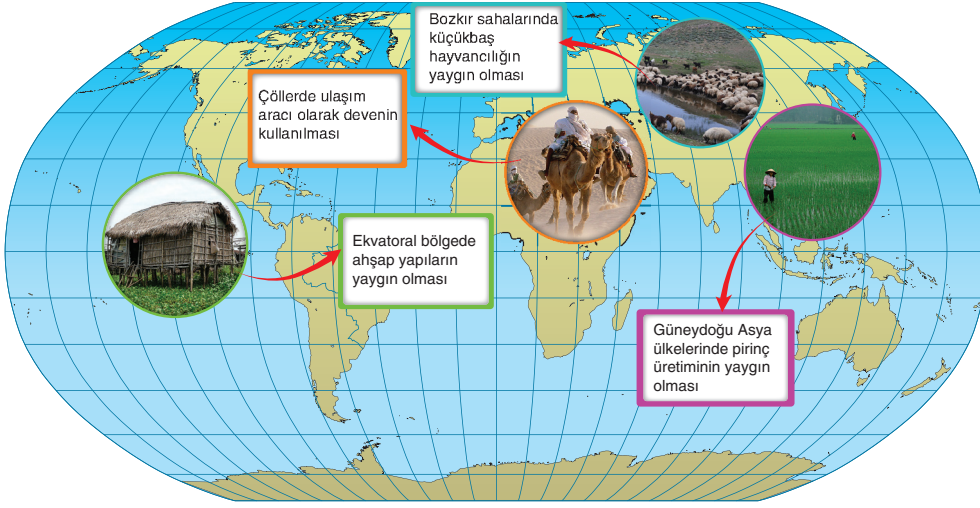 Bozkır sahalarında
küçükbaş
hayvancılığın
yaygın olması
Çöllerde ulaşım
aracı olarak devenin
kullanılması
Ekvatoral bölgede
ahşap yapıların
yaygın olması
Güneydoğu Asya
ülkelerinde pirinç
üretiminin yaygın
olması